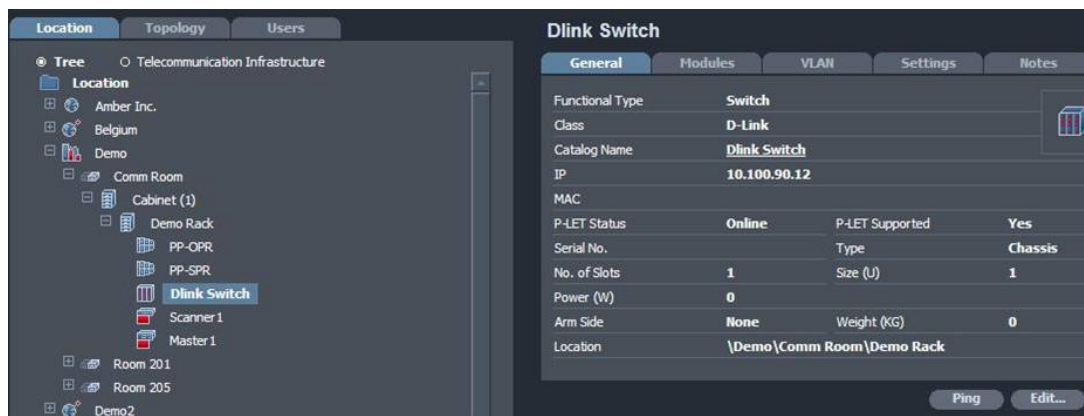 Location Topology Users
Tree Telecommunication Infrastructure
Location
Amber Inc.
Belgium
Demo
Comm Room
Cabinet (1)
Demo Rack
PP-OPR
PP-SPR
Dlink Switch
Scanner1
Master1
Room 201
Room 205
Demo2
Dlink Switch
General Modules VLAN Settings Notes
Functional Type Switch
Class D-Link
Catalog Name Dlink Switch
IP 10.100.90.12
MAC
P-LET Status Online P-LET Supported Yes
Serial No. Type Chassis
No. of Slots 1 Size (U) 1
Power (W) 0
Arm Side None Weight (KG) 0
Location \Demo\Comm Room\Demo Rack
Ping Edit...